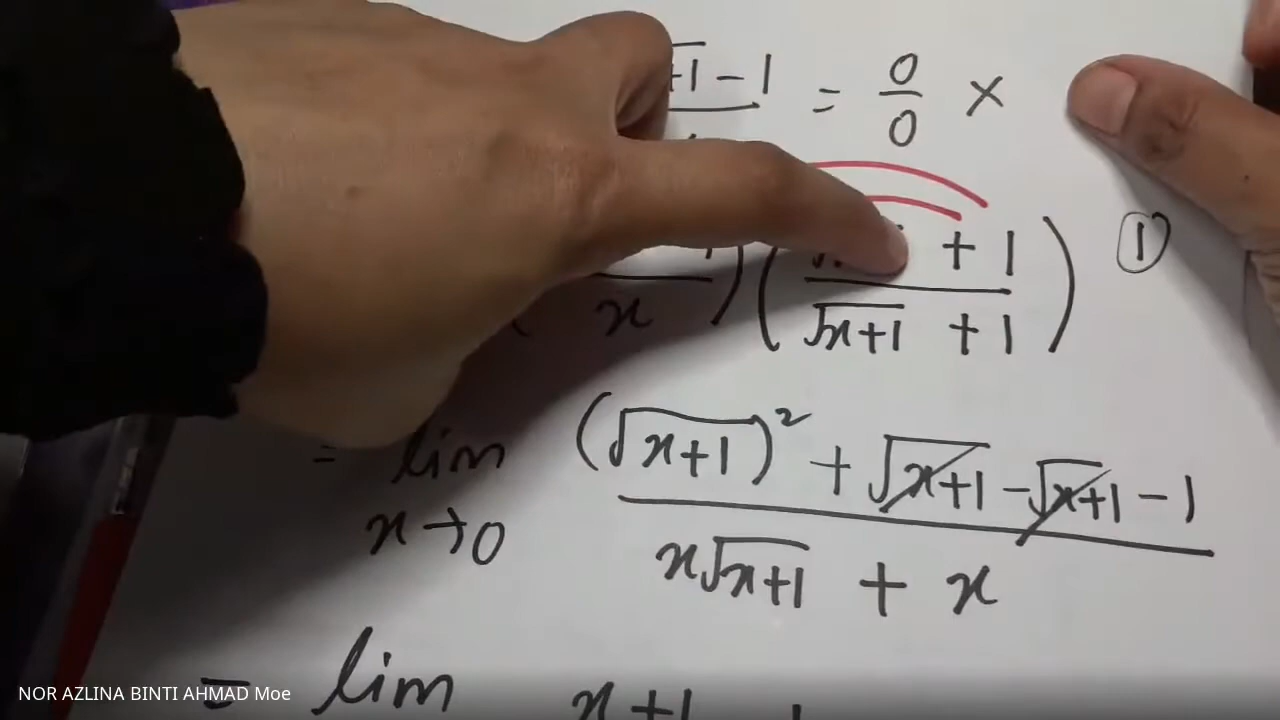 +1 - 1 = 0/0 ×
x ) ( + 1 / √x+1 + 1 ) ①
= lim x→0 (√x+1)² + √x+1 - √x+1 - 1 / x√x+1 + x
= lim x+1
NOR AZLINA BINTI AHMAD Moe